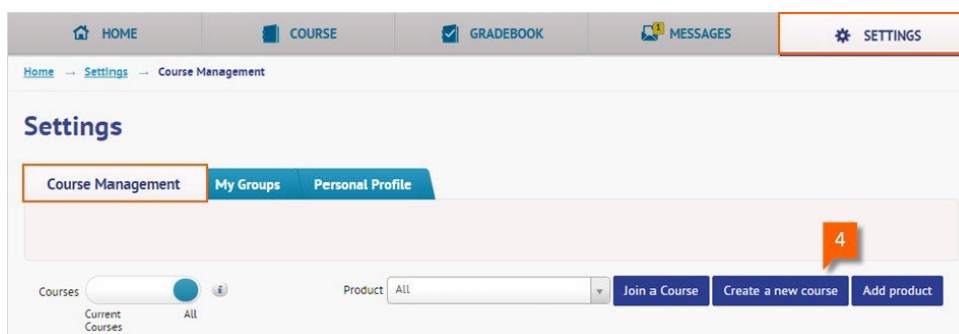 HOME COURSE GRADEBOOK 1 MESSAGES SETTINGS
Home → Settings → Course Management
Settings
Course Management My Groups Personal Profile
4
Courses i Product All Join a Course Create a new course Add product
Current All
Courses